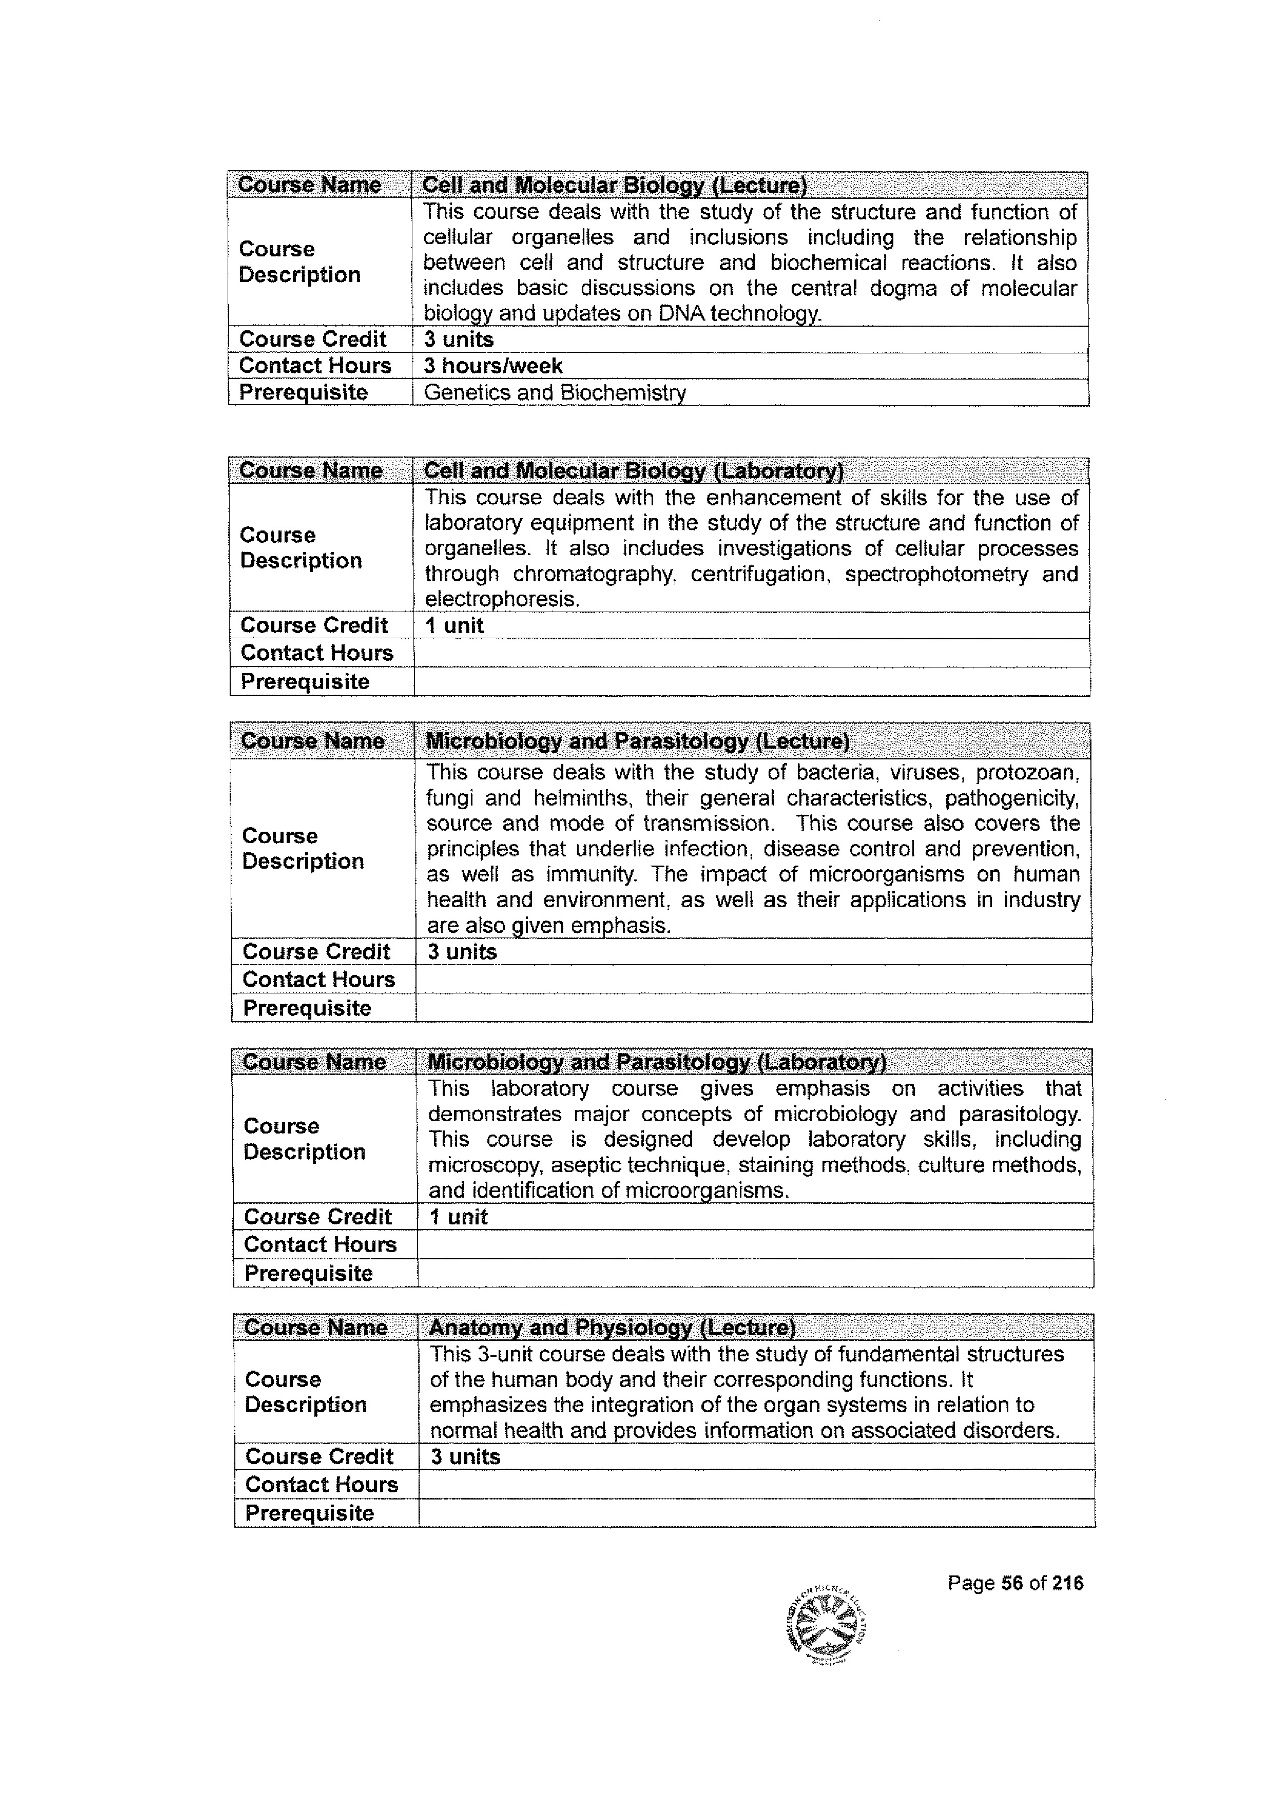 Course Name Cell and Molecular Biology (Lecture)
Course Description
This course deals with the study of the structure and function of
cellular organelles and inclusions including the relationship
between cell and structure and biochemical reactions. It also
includes basic discussions on the central dogma of molecular
biology and updates on DNA technology.
Course Credit 3 units
Contact Hours 3 hours/week
Prerequisite Genetics and Biochemistry
Course Name Cell and Molecular Biology (Laboratory)
Course Description
This course deals with the enhancement of skills for the use of
laboratory equipment in the study of the structure and function of
organelles. It also includes investigations of cellular processes
through chromatography. centrifugation, spectrophotometry and
electrophoresis.
Course Credit 1 unit
Contact Hours
Prerequisite
Course Name Microbiology and Parasitology (Lecture)
Course Description
This course deals with the study of bacteria, viruses, protozoan,
fungi and helminths, their general characteristics, pathogenicity,
source and mode of transmission. This course also covers the
principles that underlie infection, disease control and prevention,
as well as immunity. The impact of microorganisms on human
health and environment, as well as their applications in industry
are also given emphasis.
Course Credit 3 units
Contact Hours
Prerequisite
Course Name Microbiology and Parasitology (Laboratory)
Course Description
This laboratory course gives emphasis on activities that
demonstrates major concepts of microbiology and parasitology.
This course is designed develop laboratory skills, including
microscopy, aseptic technique, staining methods, culture methods,
and identification of microorganisms.
Course Credit 1 unit
Contact Hours
Prerequisite
Course Name Anatomy and Physiology (Lecture)
Course Description
This 3-unit course deals with the study of fundamental structures
of the human body and their corresponding functions. It
emphasizes the integration of the organ systems in relation to
normal health and provides information on associated disorders.
Course Credit 3 units
Contact Hours
Prerequisite
Page 56 of 216